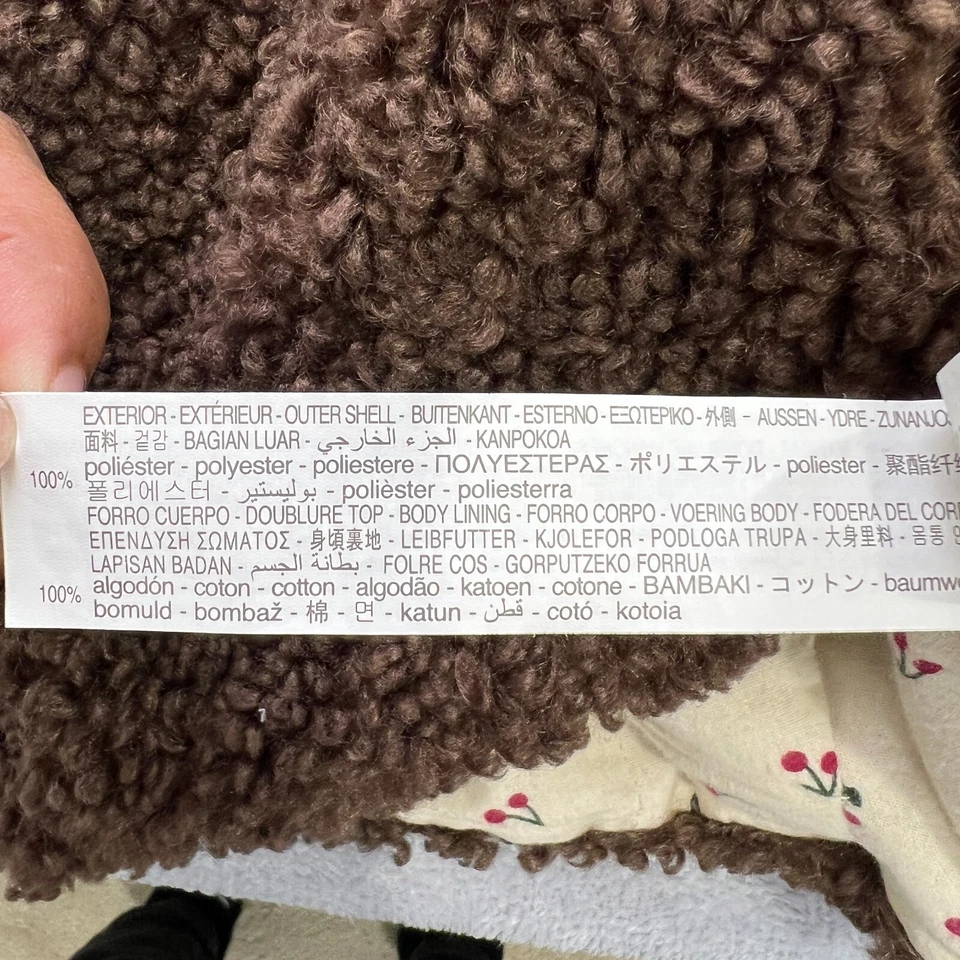 EXTERIOR - EXTÉRIEUR - OUTER SHELL - BUITENKANT - ESTERNO - ΕΞΩΤΕΡΙΚΟ - 外側 - AUSSEN - YDRE - ZUNANJO
面料 - 겉감 - BAGIAN LUAR - الجزء الخارجي - KANPOKOA
100% poliéster - polyester - poliestere - ΠΟΛΥΕΣΤΕΡΑΣ - ポリエステル - poliester - 聚酯纤维
폴리에스터 - بوليستير - polièster - poliesterra
FORRO CUERPO - DOUBLURE TOP - BODY LINING - FORRO CORPO - VOERING BODY - FODERA DEL
ΕΠΕΝΔΥΣΗ ΣΩΜΑΤΟΣ - 身頃裏地 - LEIBFUTTER - KJOLEFOR - PODLOGA TRUPA - 大身里料 - 몸통
LAPISAN BADAN - بطانة الجسم - FOLRE COS - GORPUTZEKO FORRUA
100% algodón - coton - cotton - algodão - katoen - cotone - BAMBAKI - コットン -
bomuld - bombaž - 棉 - 면 - katun - قطن - cotó - kotoia